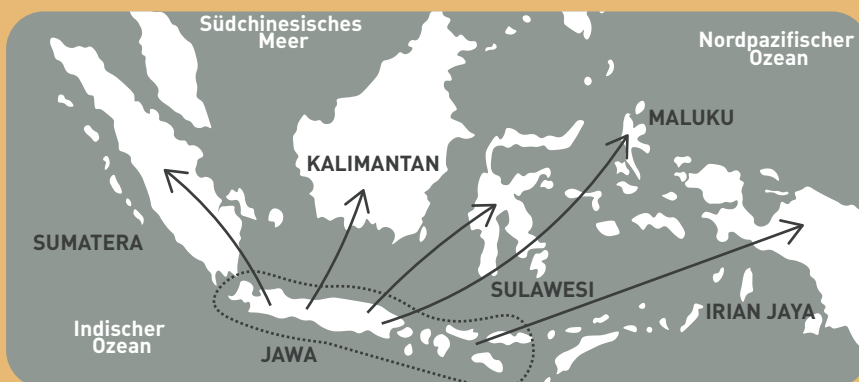 Südchinesisches
Meer
Nordpazifischer
Ozean
MALUKU
KALIMANTAN
SUMATERA
SULAWESI
IRIAN JAYA
Indischer
Ozean
JAWA